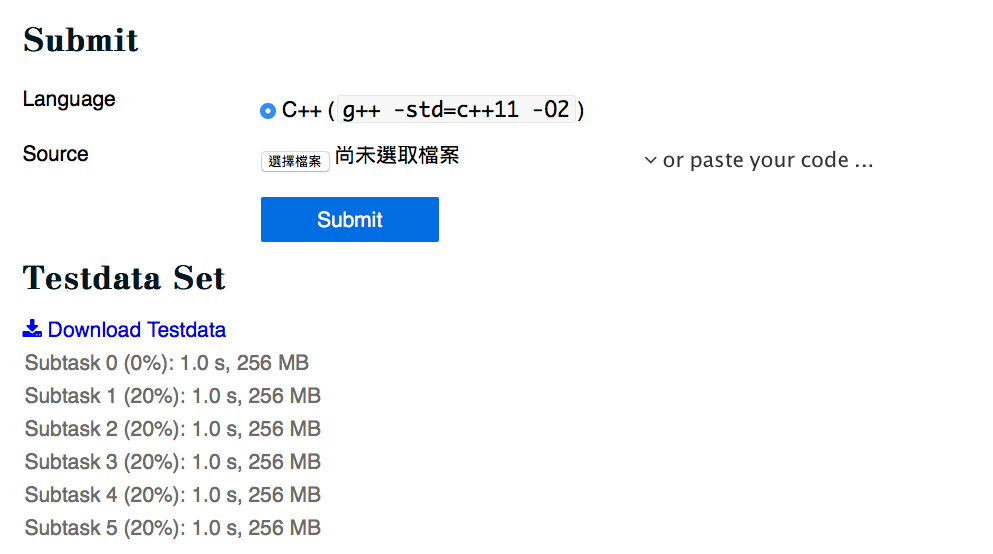 Submit
Language
C++ (g++ -std=c++11 -O2)
Source
選擇檔案 尚未選取檔案
or paste your code ...
Submit
Testdata Set
Download Testdata
Subtask 0 (0%): 1.0 s, 256 MB
Subtask 1 (20%): 1.0 s, 256 MB
Subtask 2 (20%): 1.0 s, 256 MB
Subtask 3 (20%): 1.0 s, 256 MB
Subtask 4 (20%): 1.0 s, 256 MB
Subtask 5 (20%): 1.0 s, 256 MB